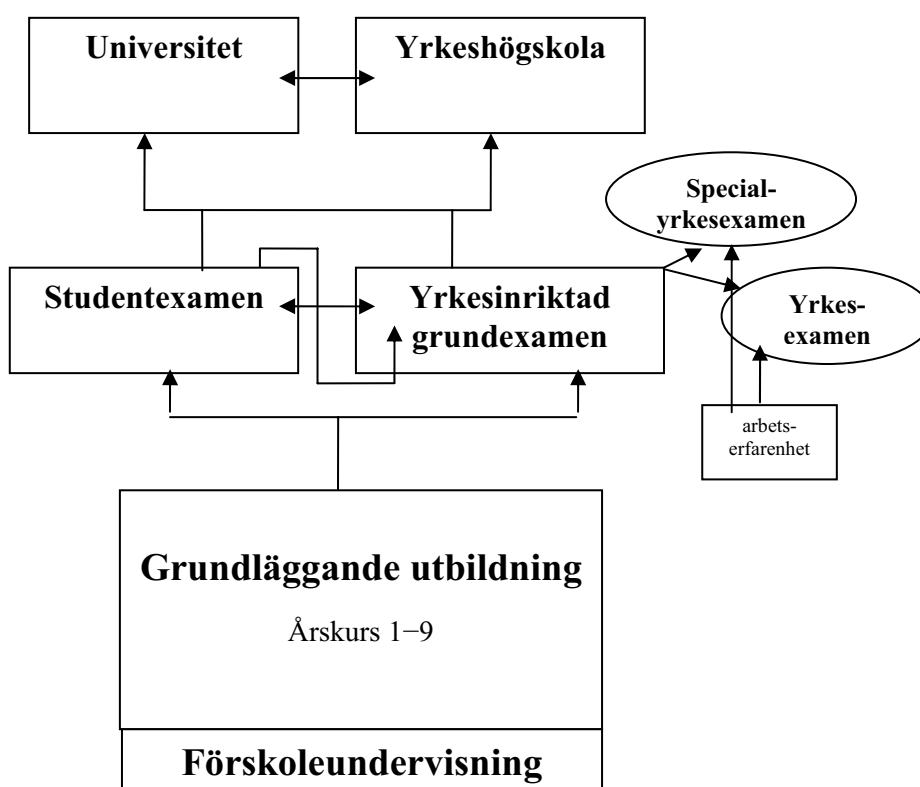 Universitet
Yrkeshögskola
Special-
yrkesexamen
Studentexamen
Yrkesinriktad
grundexamen
Yrkes-
examen
arbets-
erfarenhet
Grundläggande utbildning
Årskurs 1−9
Förskoleundervisning